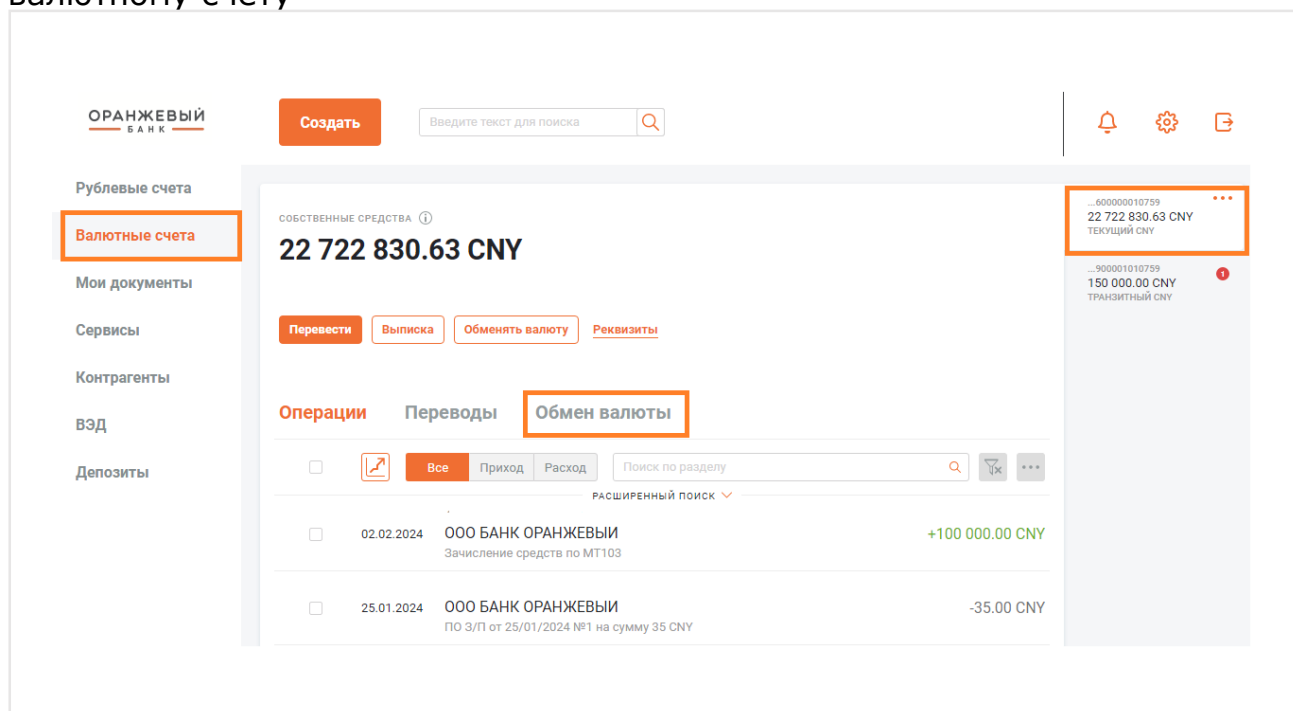 валютному счету
ОРАНЖЕВЫЙ
БАНК
Создать
Введите текст для поиска
Рублевые счета
Валютные счета
Мои документы
Сервисы
Контрагенты
ВЭД
Депозиты
СОБСТВЕННЫЕ СРЕДСТВА
22 722 830.63 CNY
Перевести Выписка Обменять валюту Реквизиты
...600000010759
22 722 830.63 CNY
ТЕКУЩИЙ CNY
...900001010759
150 000.00 CNY 1
ТРАНЗИТНЫЙ CNY
Операции Переводы Обмен валюты
Все Приход Расход Поиск по разделу
РАСШИРЕННЫЙ ПОИСК
02.02.2024 ООО БАНК ОРАНЖЕВЫЙ +100 000.00 CNY
Зачисление средств по МТ103
25.01.2024 ООО БАНК ОРАНЖЕВЫЙ -35.00 CNY
ПО З/П от 25/01/2024 №1 на сумму 35 CNY